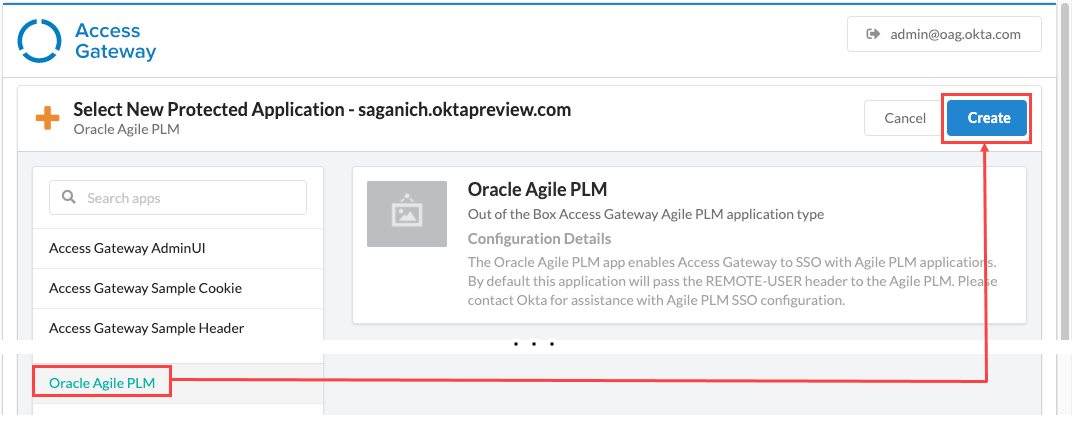 Access
Gateway
admin@oag.okta.com
Select New Protected Application - saganich.oktapreview.com
Oracle Agile PLM
Cancel
Create
Search apps
Access Gateway AdminUI
Access Gateway Sample Cookie
Access Gateway Sample Header
Oracle Agile PLM
Oracle Agile PLM
Out of the Box Access Gateway Agile PLM application type
Configuration Details
The Oracle Agile PLM app enables Access Gateway to SSO with Agile PLM applications.
By default this application will pass the REMOTE-USER header to the Agile PLM. Please
contact Okta for assistance with Agile PLM SSO configuration.
. . .